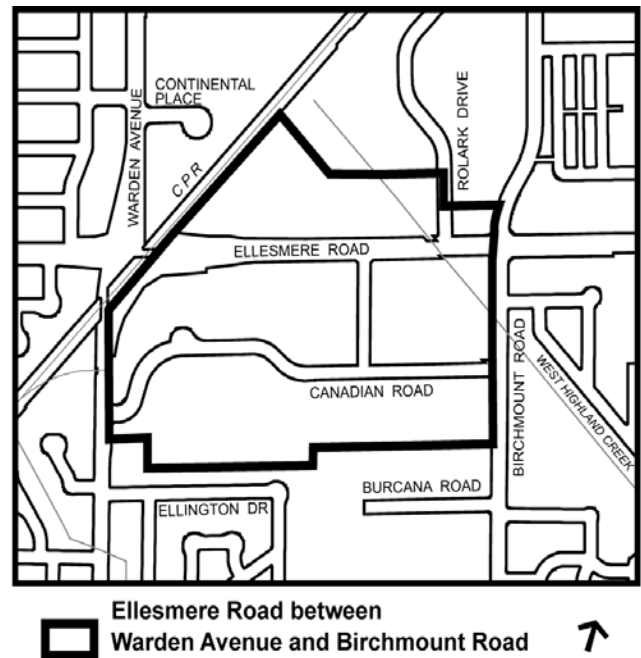 CONTINENTAL
PLACE
WARDEN AVENUE
CPR
ROLARK DRIVE
ELLESMERE ROAD
CANADIAN ROAD
BIRCHMOUNT ROAD
WEST HIGHLAND CREEK
BURCANA ROAD
ELLINGTON DR
Ellesmere Road between
Warden Avenue and Birchmount Road